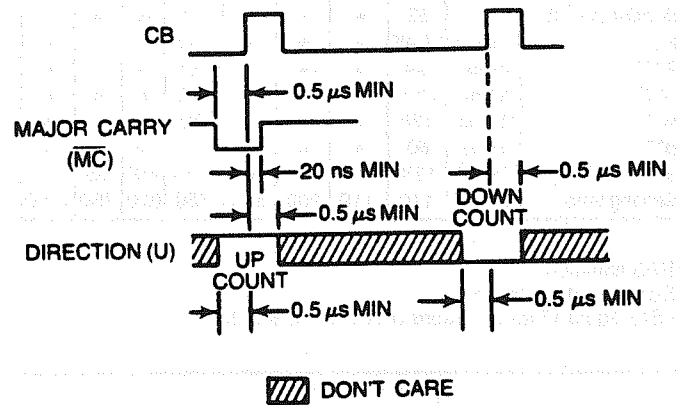 CB
0.5 μs MIN
MAJOR CARRY
(MC)
20 ns MIN
0.5 μs MIN
DOWN
COUNT
0.5 μs MIN
DIRECTION (U)
UP
COUNT
0.5 μs MIN
0.5 μs MIN
DON'T CARE